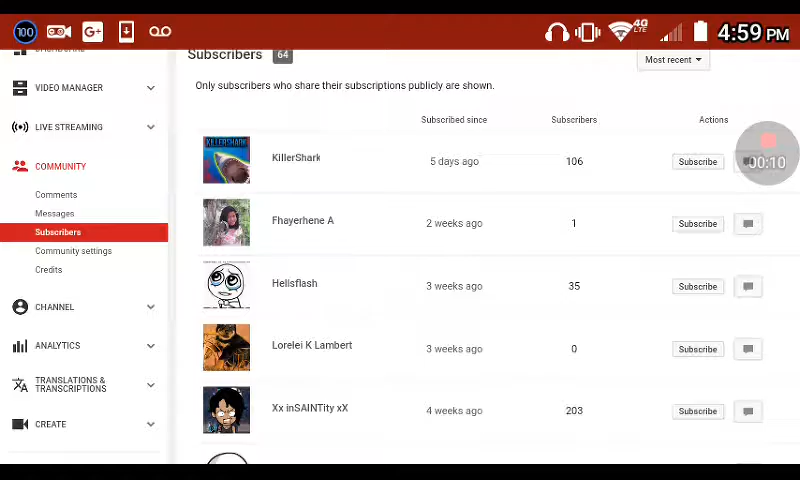 100 G+ 4G LTE 4:59 PM
DASHBOARD
Subscribers 64
Most recent
VIDEO MANAGER
Only subscribers who share their subscriptions publicly are shown.
LIVE STREAMING
Subscribed since Subscribers Actions
KILLERSHARK
KillerShark 5 days ago 106 Subscribe 00:10
COMMUNITY
Comments
Messages
Subscribers
Community settings
Credits
Fhayerhene A 2 weeks ago 1 Subscribe
Helisflash 3 weeks ago 35 Subscribe
CHANNEL
ANALYTICS
Lorelei K Lambert 3 weeks ago 0 Subscribe
TRANSLATIONS &
TRANSCRIPTIONS
Xx inSAINTity xX 4 weeks ago 203 Subscribe
CREATE